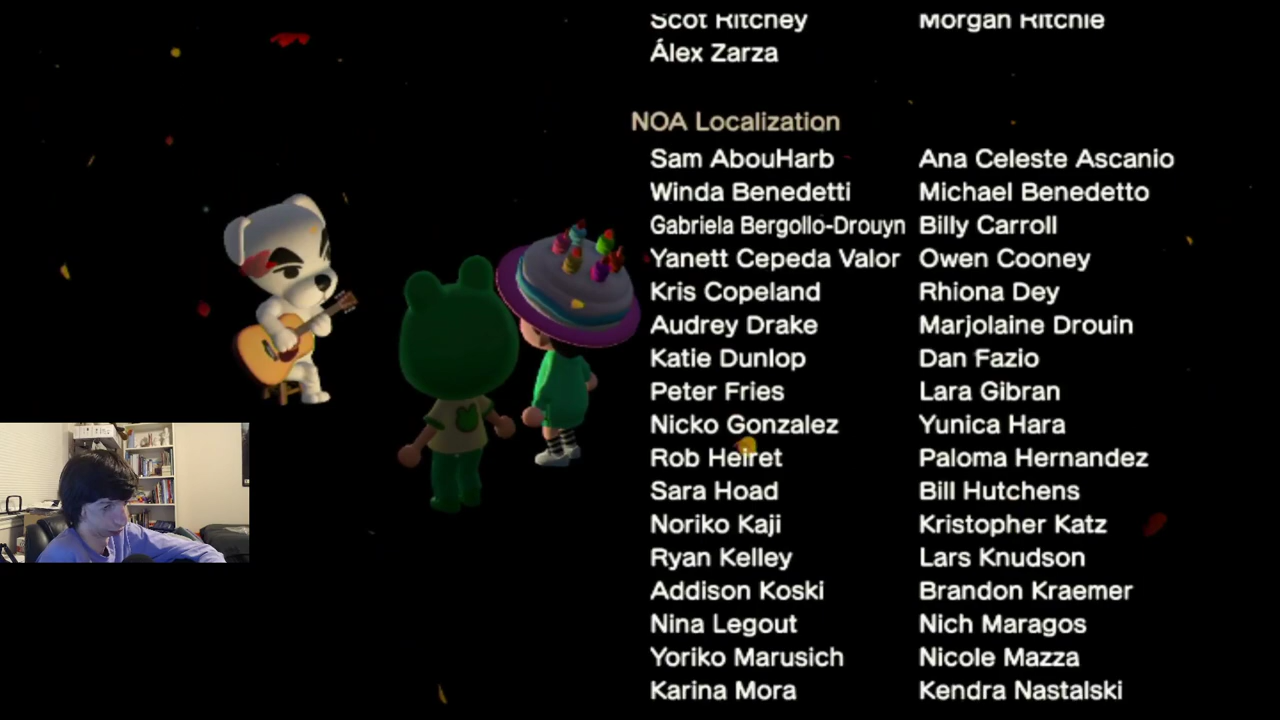 Scot Ritchey Morgan Ritchie
Álex Zarza
NOA Localization
Sam AbouHarb Ana Celeste Ascanio
Winda Benedetti Michael Benedetto
Gabriela Bergollo-Drouyn Billy Carroll
Yanett Cepeda Valor Owen Cooney
Kris Copeland Rhiona Dey
Audrey Drake Marjolaine Drouin
Katie Dunlop Dan Fazio
Peter Fries Lara Gibran
Nicko Gonzalez Yunica Hara
Rob Heiret Paloma Hernandez
Sara Hoad Bill Hutchens
Noriko Kaji Kristopher Katz
Ryan Kelley Lars Knudson
Addison Koski Brandon Kraemer
Nina Legout Nich Maragos
Yoriko Marusich Nicole Mazza
Karina Mora Kendra Nastalski